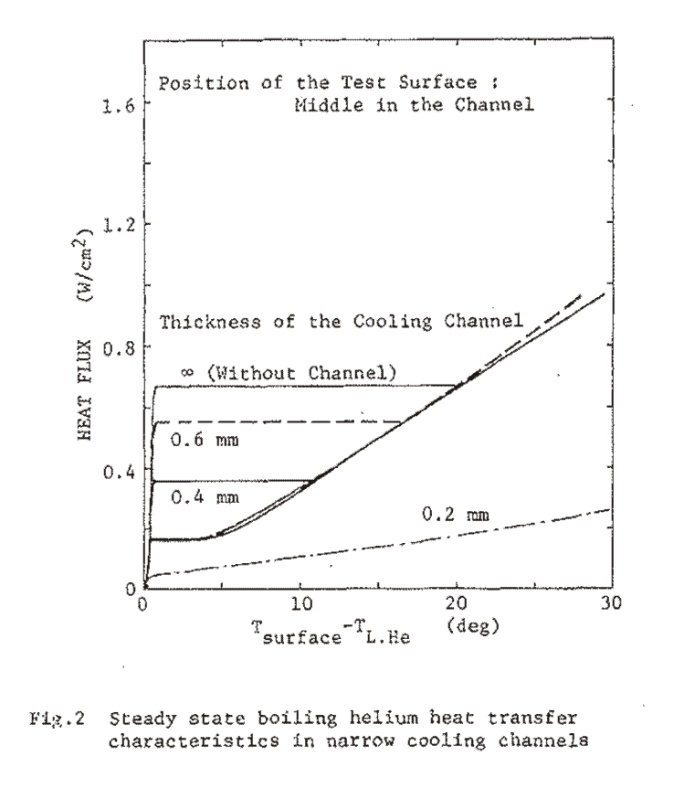 Position of the Test Surface :
Middle in the Channel
1.6
1.2
HEAT FLUX (W/cm²)
Thickness of the Cooling Channel
0.8
∞ (Without Channel)
0.6 mm
0.4
0.4 mm
0.2 mm
0
0 10 20 30
Tsurface-TL.He (deg)
Fig.2 Steady state boiling helium heat transfer
characteristics in narrow cooling channels